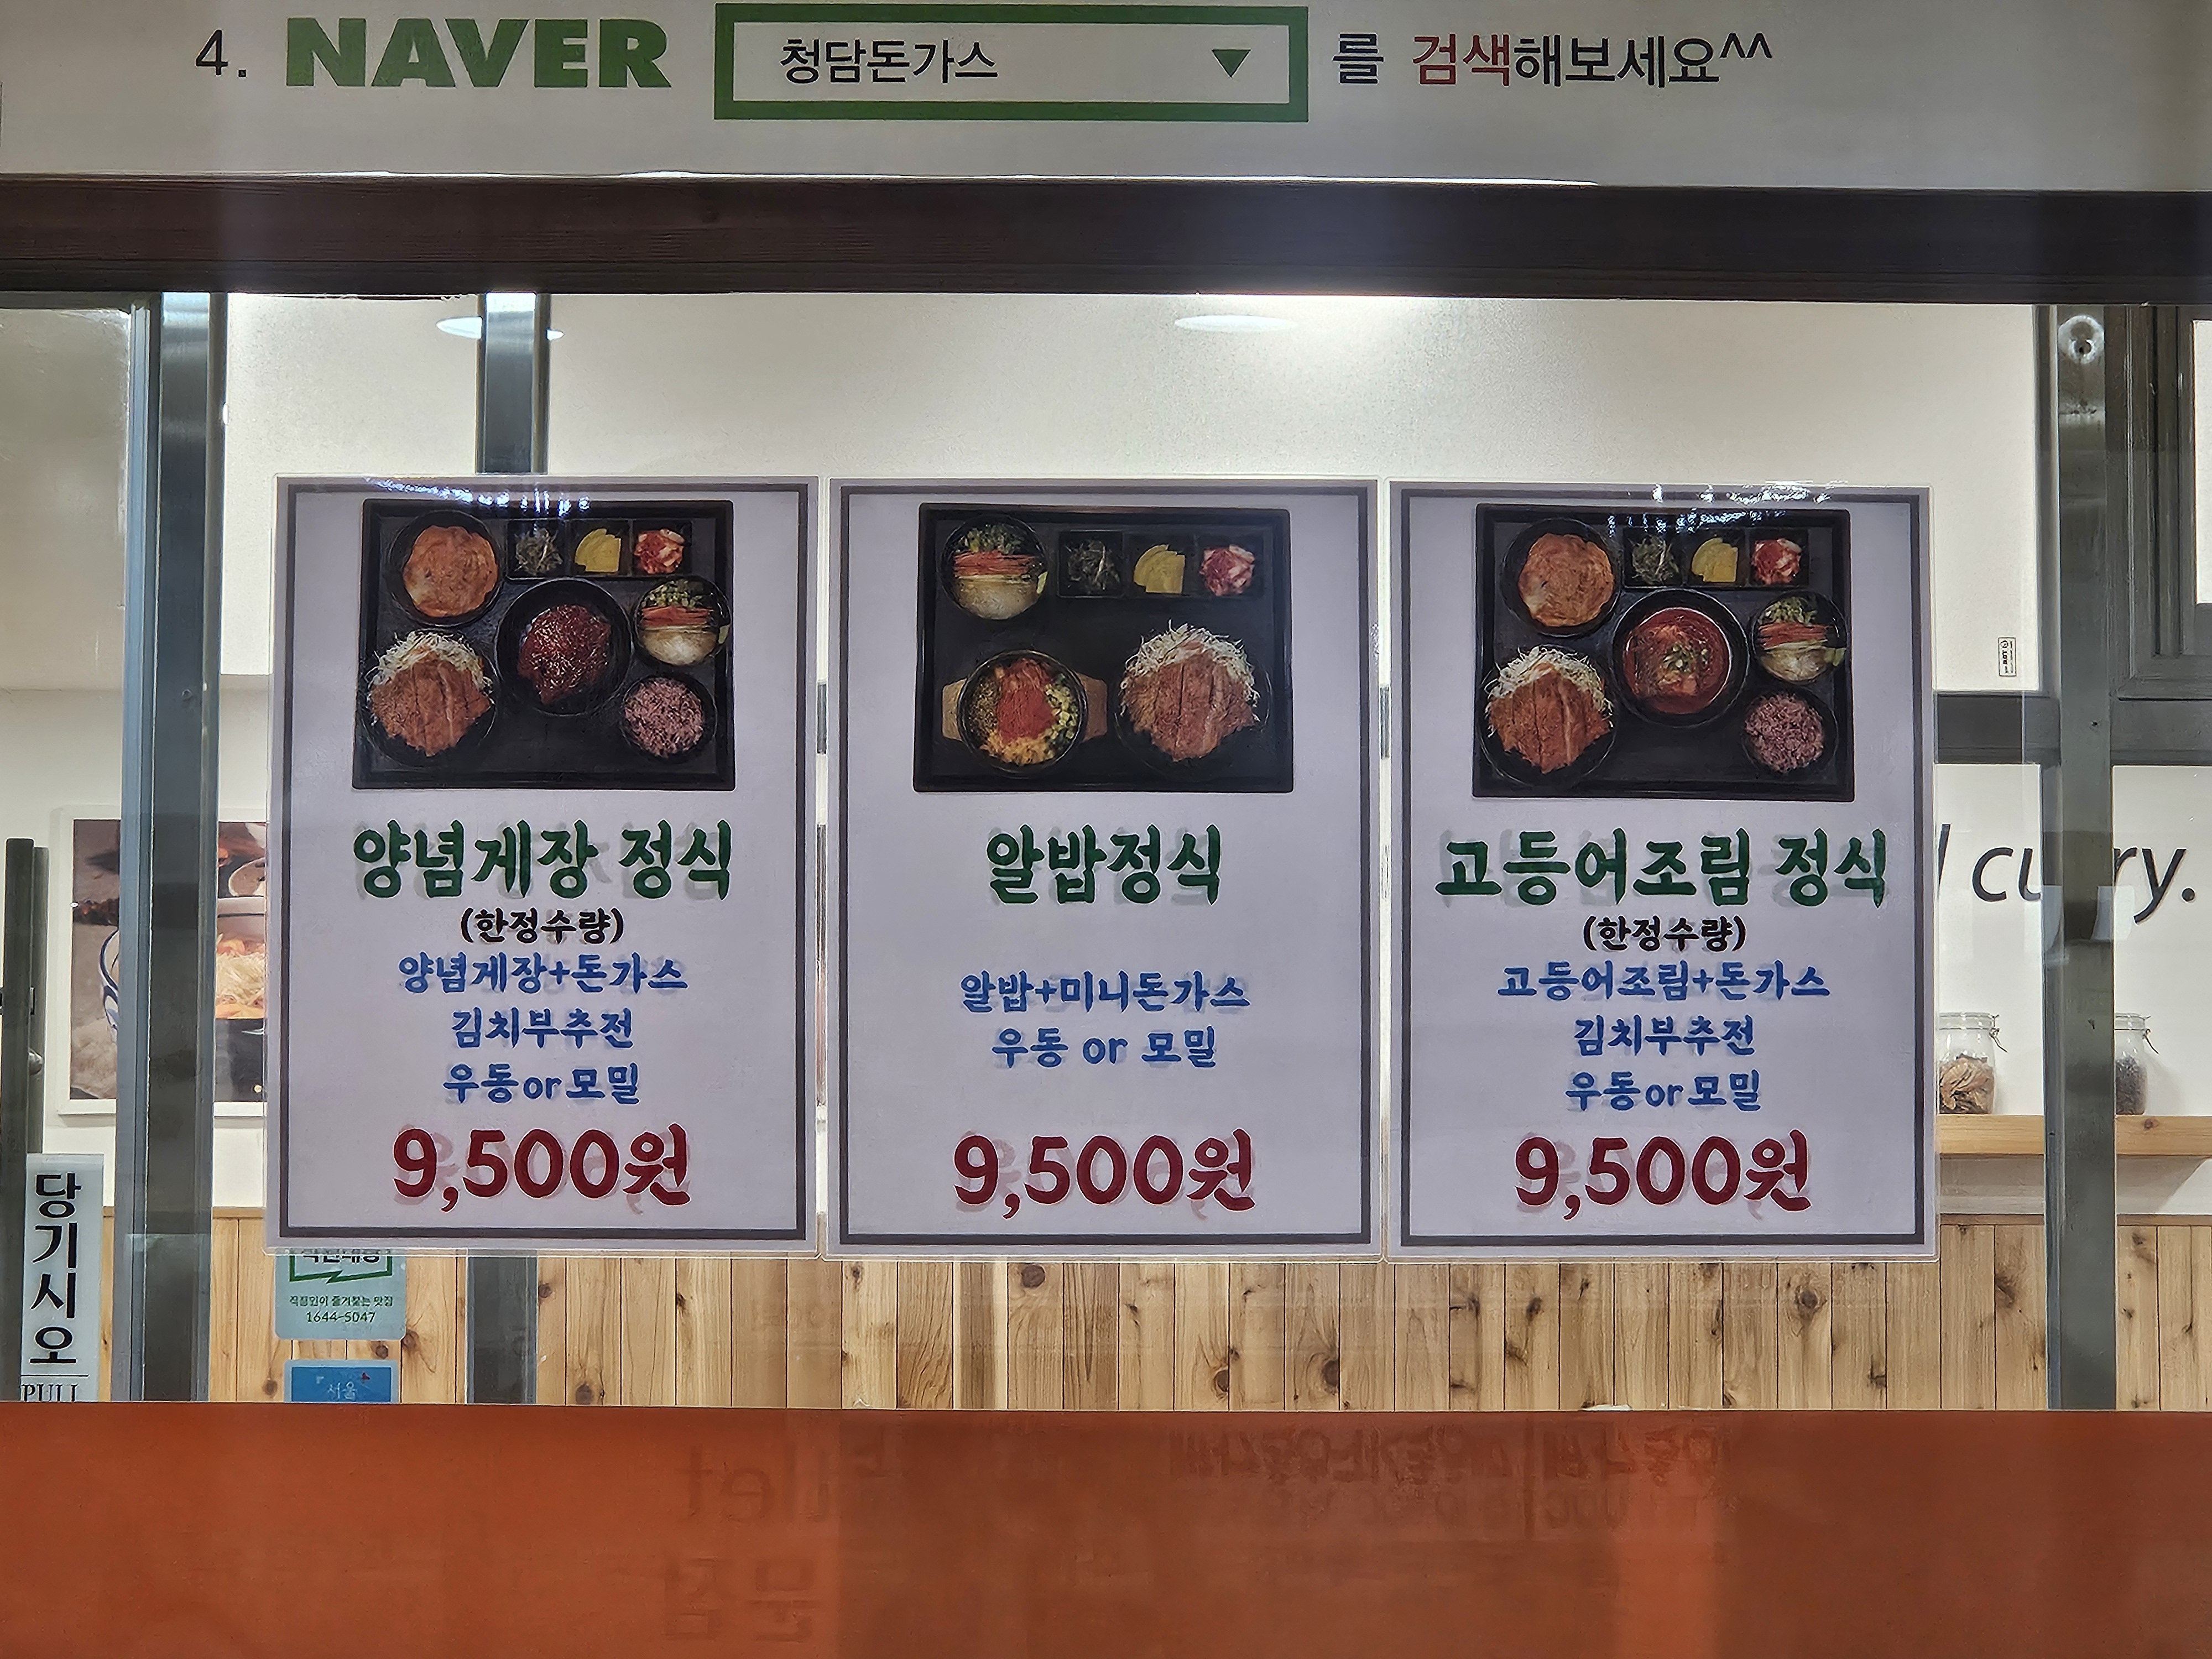 4. NAVER 청담돈가스 를 검색해보세요^^
양념게장 정식
(한정수량)
양념게장+돈가스
김치부추전
우동or모밀
9,500원
알밥정식
알밥+미니돈가스
우동 or 모밀
9,500원
고등어조림 정식
(한정수량)
고등어조림+돈가스
김치부추전
우동or모밀
9,500원
curry.
당기시오
PULL
1644-5047
서울